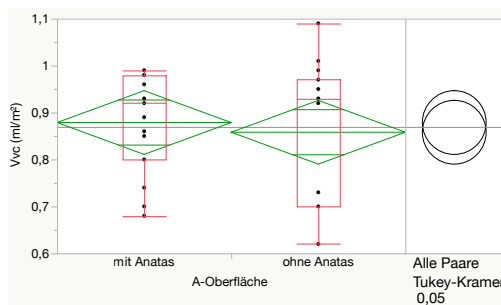 1,1
1
0,9
0,8
0,7
0,6
Vvc (ml/m²)
mit Anatas
ohne Anatas
A-Oberfläche
Alle Paare
Tukey-Kramer
0,05